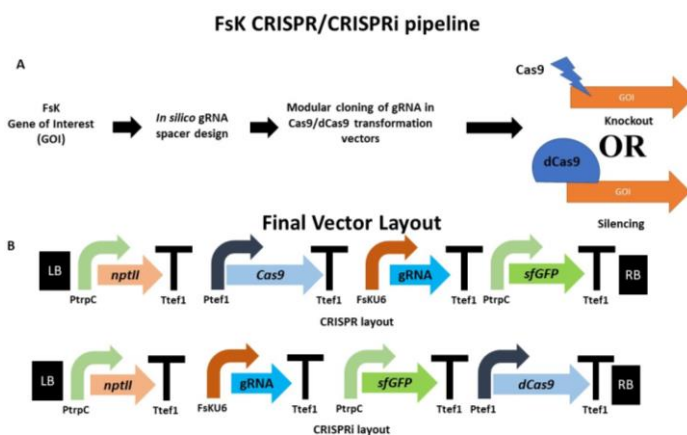 FsK CRISPR/CRISPRi pipeline
A
FsK
Gene of Interest
(GOI)
In silico gRNA
spacer design
Modular cloning of gRNA in
Cas9/dCas9 transformation
vectors
Cas9
GOI
Knockout
OR
dCas9
GOI
Silencing
Final Vector Layout
B
LB
nptII
Cas9
gRNA
sfGFP
RB
PtrpC Ttef1 Ptef1 Ttef1 FsKU6 Ttef1 PtrpC Ttef1
CRISPR layout
LB
nptII
gRNA
sfGFP
dCas9
RB
PtrpC Ttef1 FsKU6 Ttef1 PtrpC Ttef1 Ptef1 Ttef1
CRISPRi layout